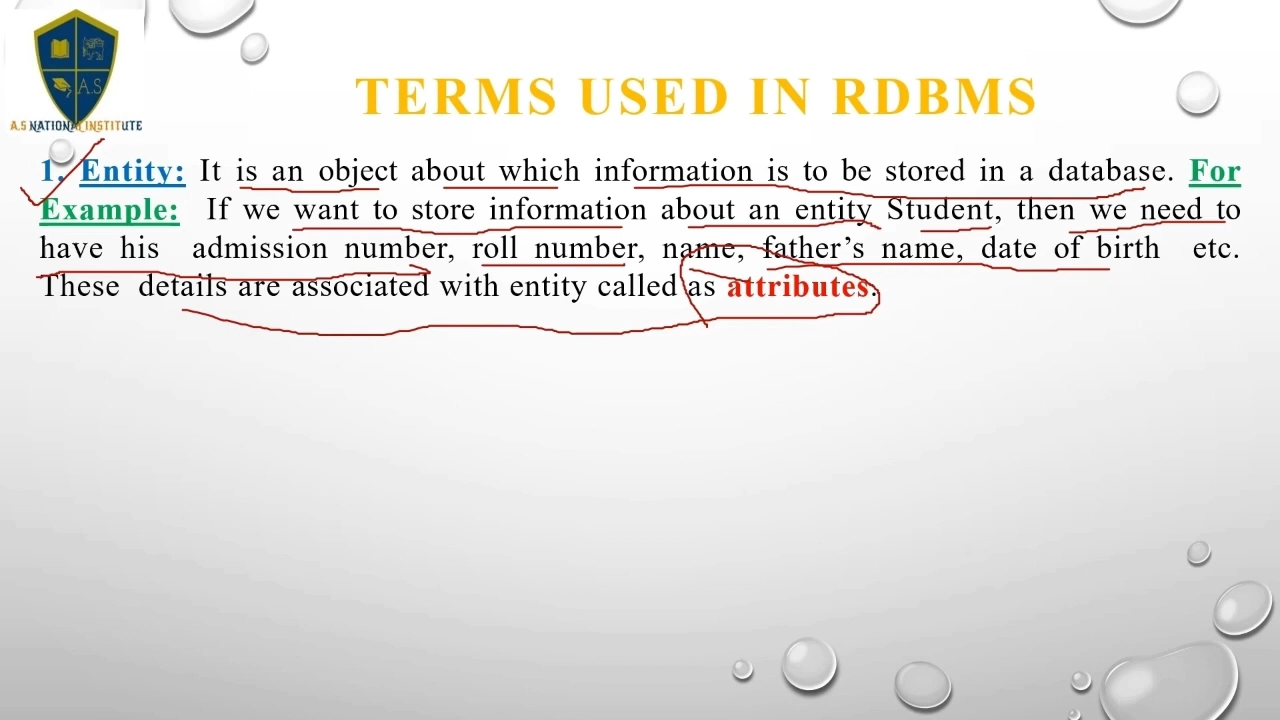 A.S
A.S NATIONAL INSTITUTE
TERMS USED IN RDBMS
1. Entity: It is an object about which information is to be stored in a database. For
Example: If we want to store information about an entity Student, then we need to
have his admission number, roll number, name, father's name, date of birth etc.
These details are associated with entity called as attributes.